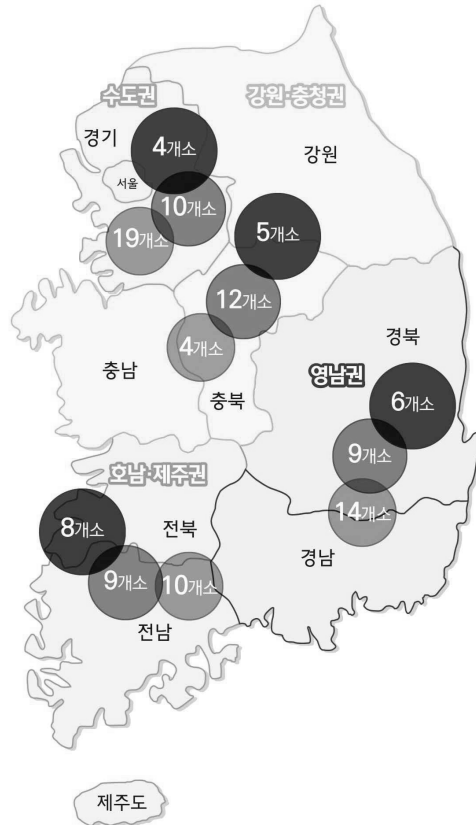 수도권
강원·충청권
경기
4개소
강원
서울
10개소
19개소
5개소
12개소
4개소
경북
충남
영남권
충북
6개소
9개소
호남·제주권
14개소
8개소
전북
경남
9개소
10개소
전남
제주도